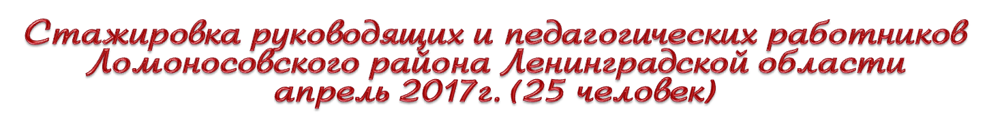 Стажировка руководящих и педагогических работников
Ломоносовского района Ленинградской области
апрель 2017г. (25 человек)